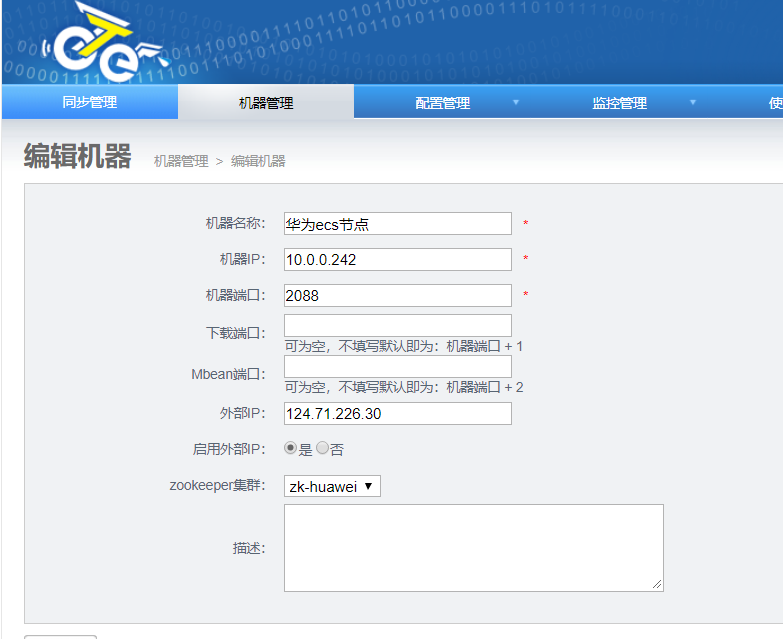 同步管理 机器管理 配置管理 监控管理 使
编辑机器 机器管理 > 编辑机器
机器名称： 华为ecs节点 *
机器IP： 10.0.0.242 *
机器端口： 2088 *
下载端口：
可为空，不填写默认即为：机器端口 + 1
Mbean端口：
可为空，不填写默认即为：机器端口 + 2
外部IP： 124.71.226.30
启用外部IP： 是 否
zookeeper集群： zk-huawei
描述：